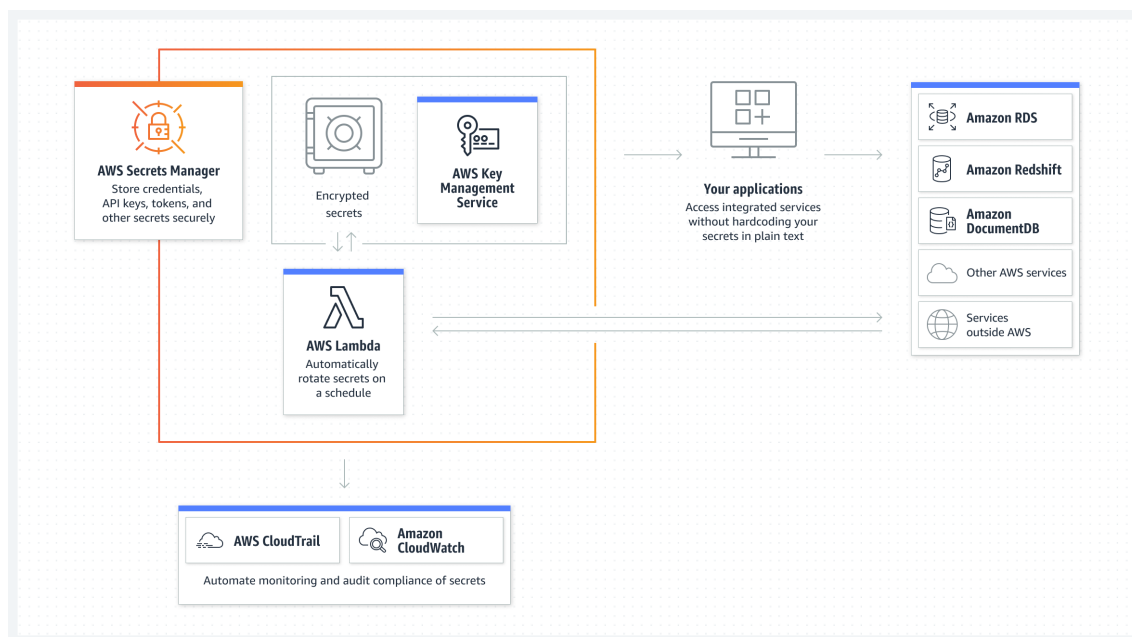 AWS Secrets Manager
Store credentials,
API keys, tokens, and
other secrets securely
Encrypted
secrets
AWS Key
Management
Service
AWS Lambda
Automatically
rotate secrets on
a schedule
Your applications
Access integrated services
without hardcoding your
secrets in plain text
Amazon RDS
Amazon Redshift
Amazon
DocumentDB
Other AWS services
Services
outside AWS
AWS CloudTrail
Amazon
CloudWatch
Automate monitoring and audit compliance of secrets